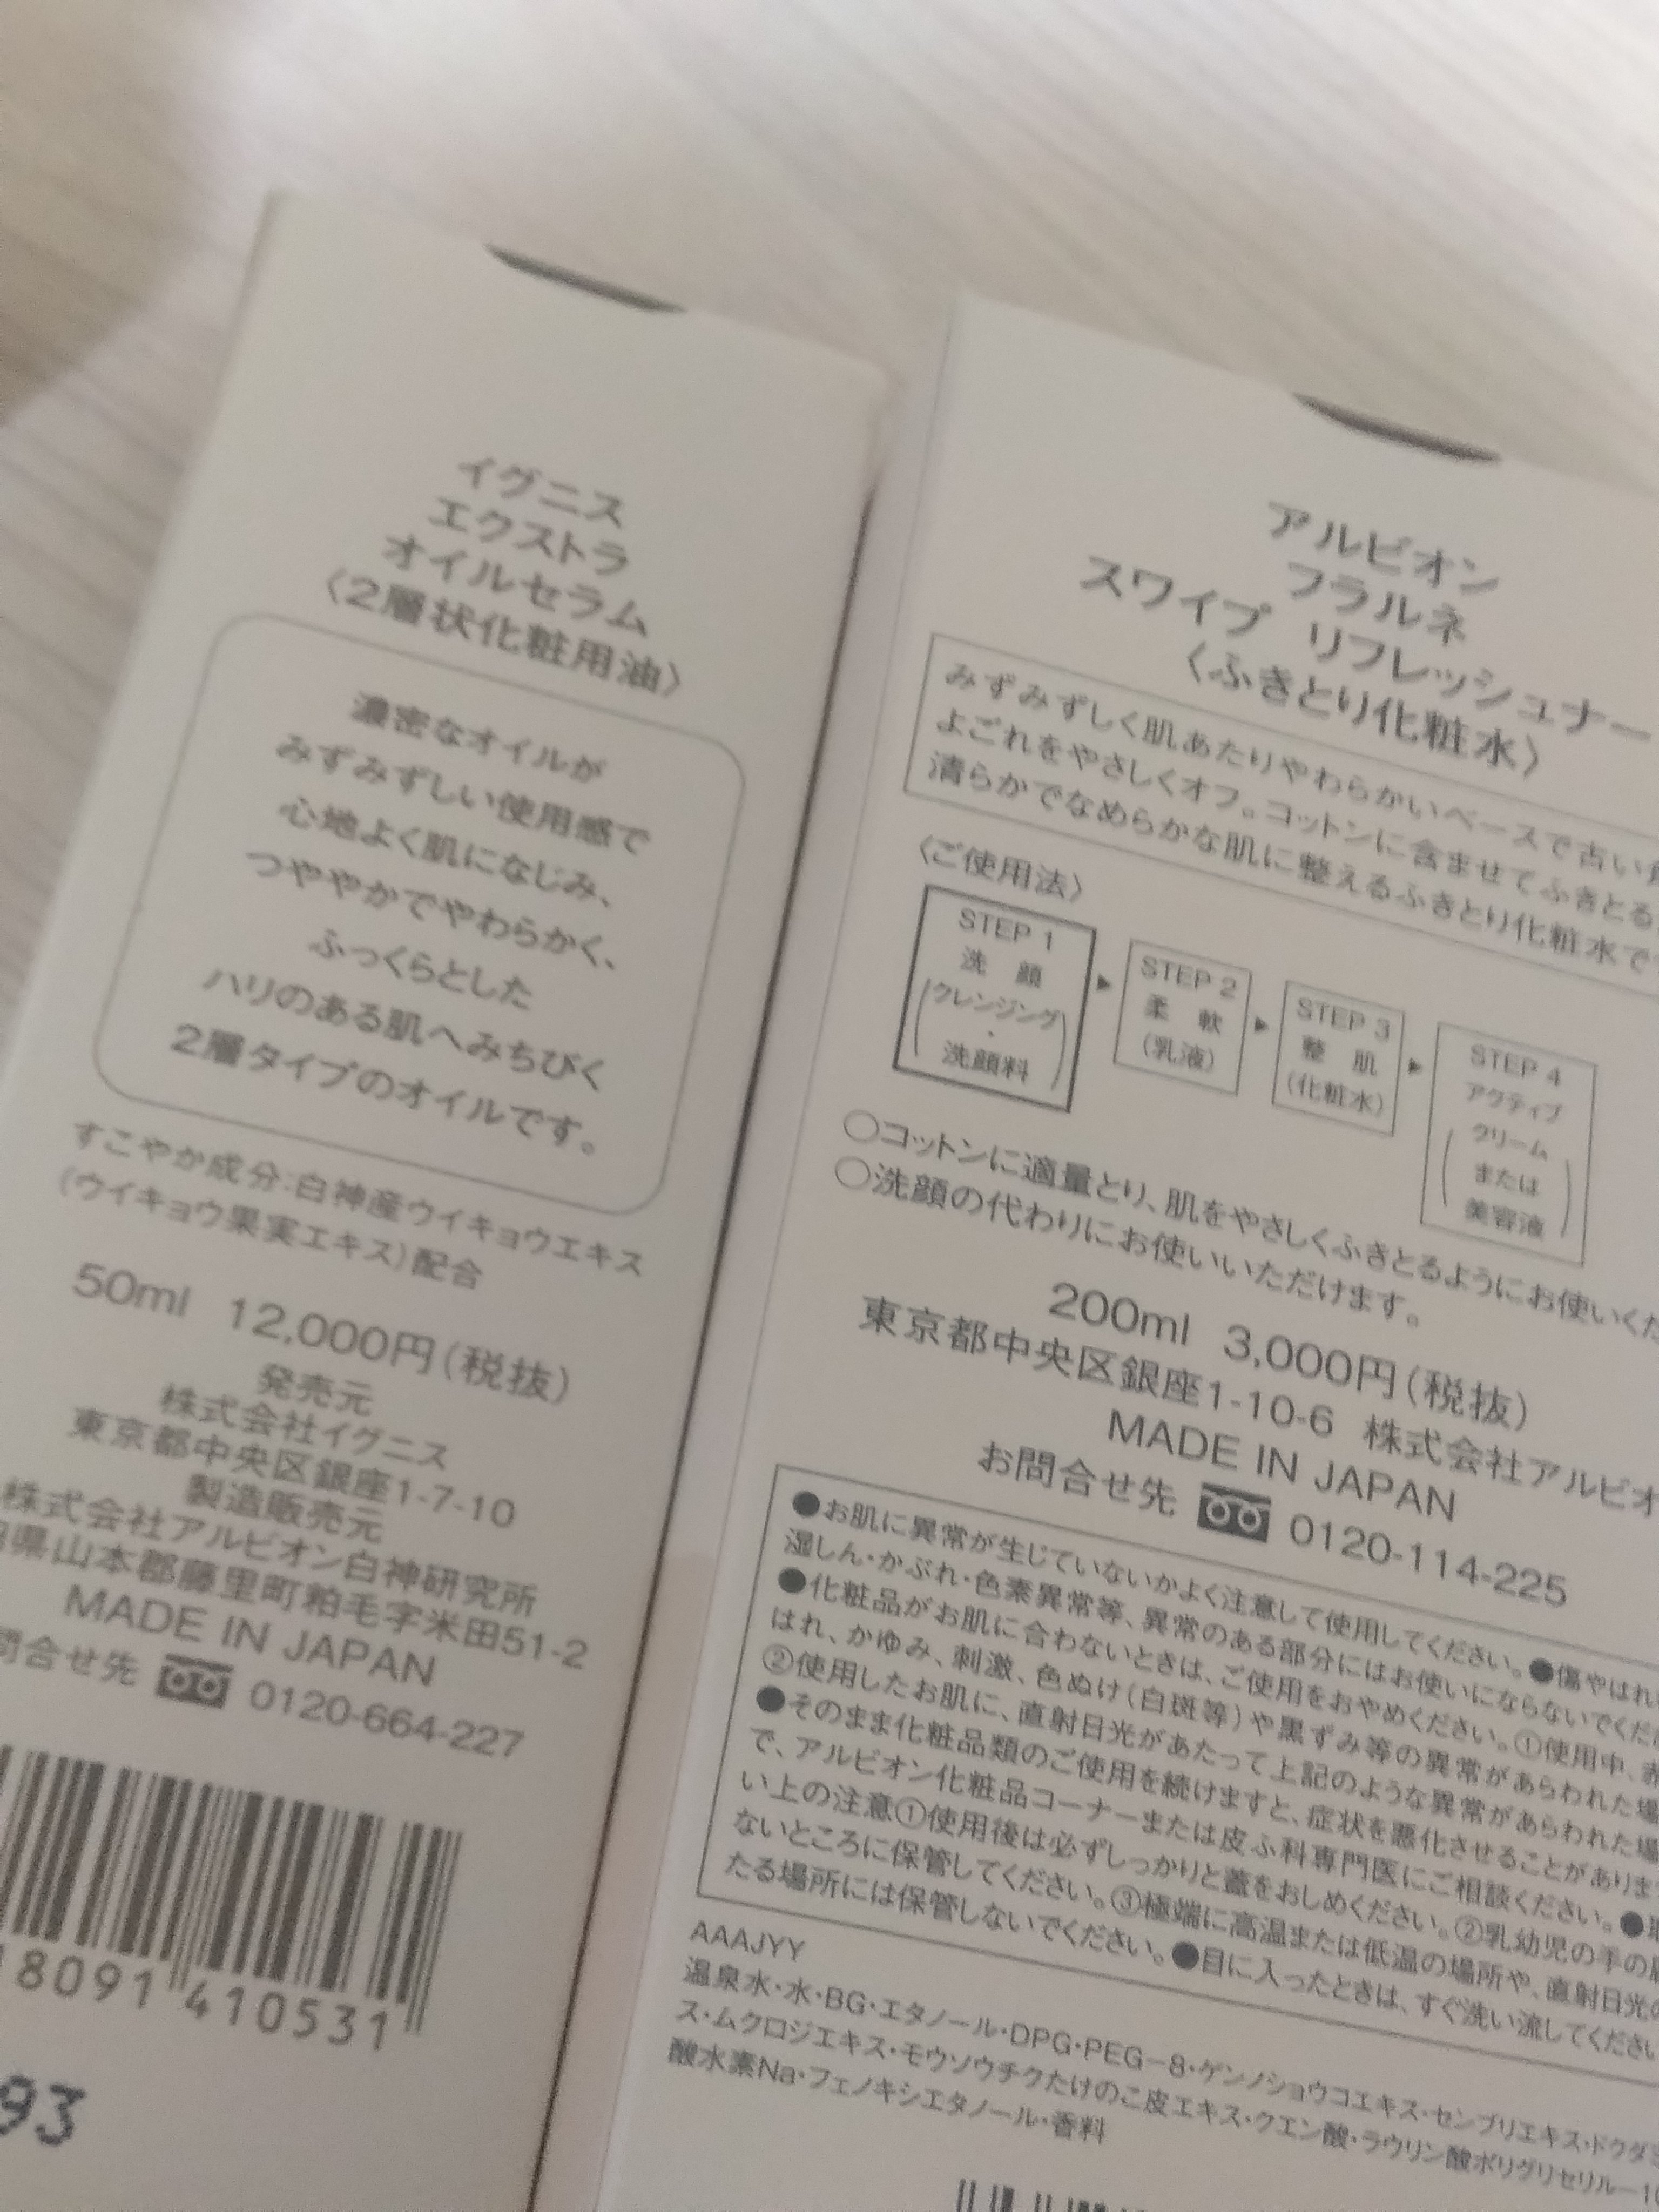 イグニス
エクストラ
オイルセラム
〈2層状化粧用油〉
濃密なオイルが
みずみずしい使用感で
心地よく肌になじみ、
つややかでやわらかく、
ふっくらとした
ハリのある肌へみちびく
2層タイプのオイルです。
すこやか成分:白神産ウイキョウエキス
(ウイキョウ果実エキス)配合
50ml 12,000円(税抜)
発売元
株式会社イグニス
東京都中央区銀座1-7-10
製造販売元
株式会社アルビオン白神研究所
県山本郡藤里町粕毛字米田51-2
MADE IN JAPAN
問合せ先 0120-664-227
8091 410531
93
アルビオン
フラルネ
スワイプ リフレッシュナー
〈ふきとり化粧水〉
みずみずしく肌あたりやわらかいベースで古い
よごれをやさしくオフ。コットンに含ませてふきとる
清らかでなめらかな肌に整えるふきとり化粧水で
〈ご使用法〉
STEP 1
洗 顔
(クレンジング
・
洗顔料)
STEP 2
柔 軟
(乳液)
STEP 3
整 肌
(化粧水)
STEP 4
アクティブ
クリーム
または
美容液
○コットンに適量とり、肌をやさしくふきとるようにお使いくだ
○洗顔の代わりにお使いいただけます。
200ml 3,000円(税抜)
東京都中央区銀座1-10-6 株式会社アルビオ
MADE IN JAPAN
お問合せ先 0120-114-225
●お肌に異常が生じていないかよく注意して使用してください。●傷やはれ
湿しん・かぶれ・色素異常等、異常のある部分にはお使いにならないでくだ
●化粧品がお肌に合わないときは、ご使用をおやめください。①使用中、赤
はれ、かゆみ、刺激、色ぬけ(白斑等)や黒ずみ等の異常があらわれた場
②使用したお肌に、直射日光があたって上記のような異常があらわれた場
●そのまま化粧品類のご使用を続けますと、症状を悪化させることがありま
で、アルビオン化粧品コーナーまたは皮ふ科専門医にご相談ください。●
い上の注意①使用後は必ずしっかりと蓋をおしめください。②乳幼児の手の
ないところに保管してください。③極端に高温または低温の場所や、直射日光の
たる場所には保管しないでください。●目に入ったときは、すぐ洗い流してください
AAAJYY
温泉水・水・BG・エタノール・DPG・PEG-8・ゲンノショウコエキス・センブリエキス・ドクダミ
ス・ムクロジエキス・モウソウチクたけのこ皮エキス・クエン酸・ラウリン酸ポリグリセリル-10
酸水素Na・フェノキシエタノール・香料